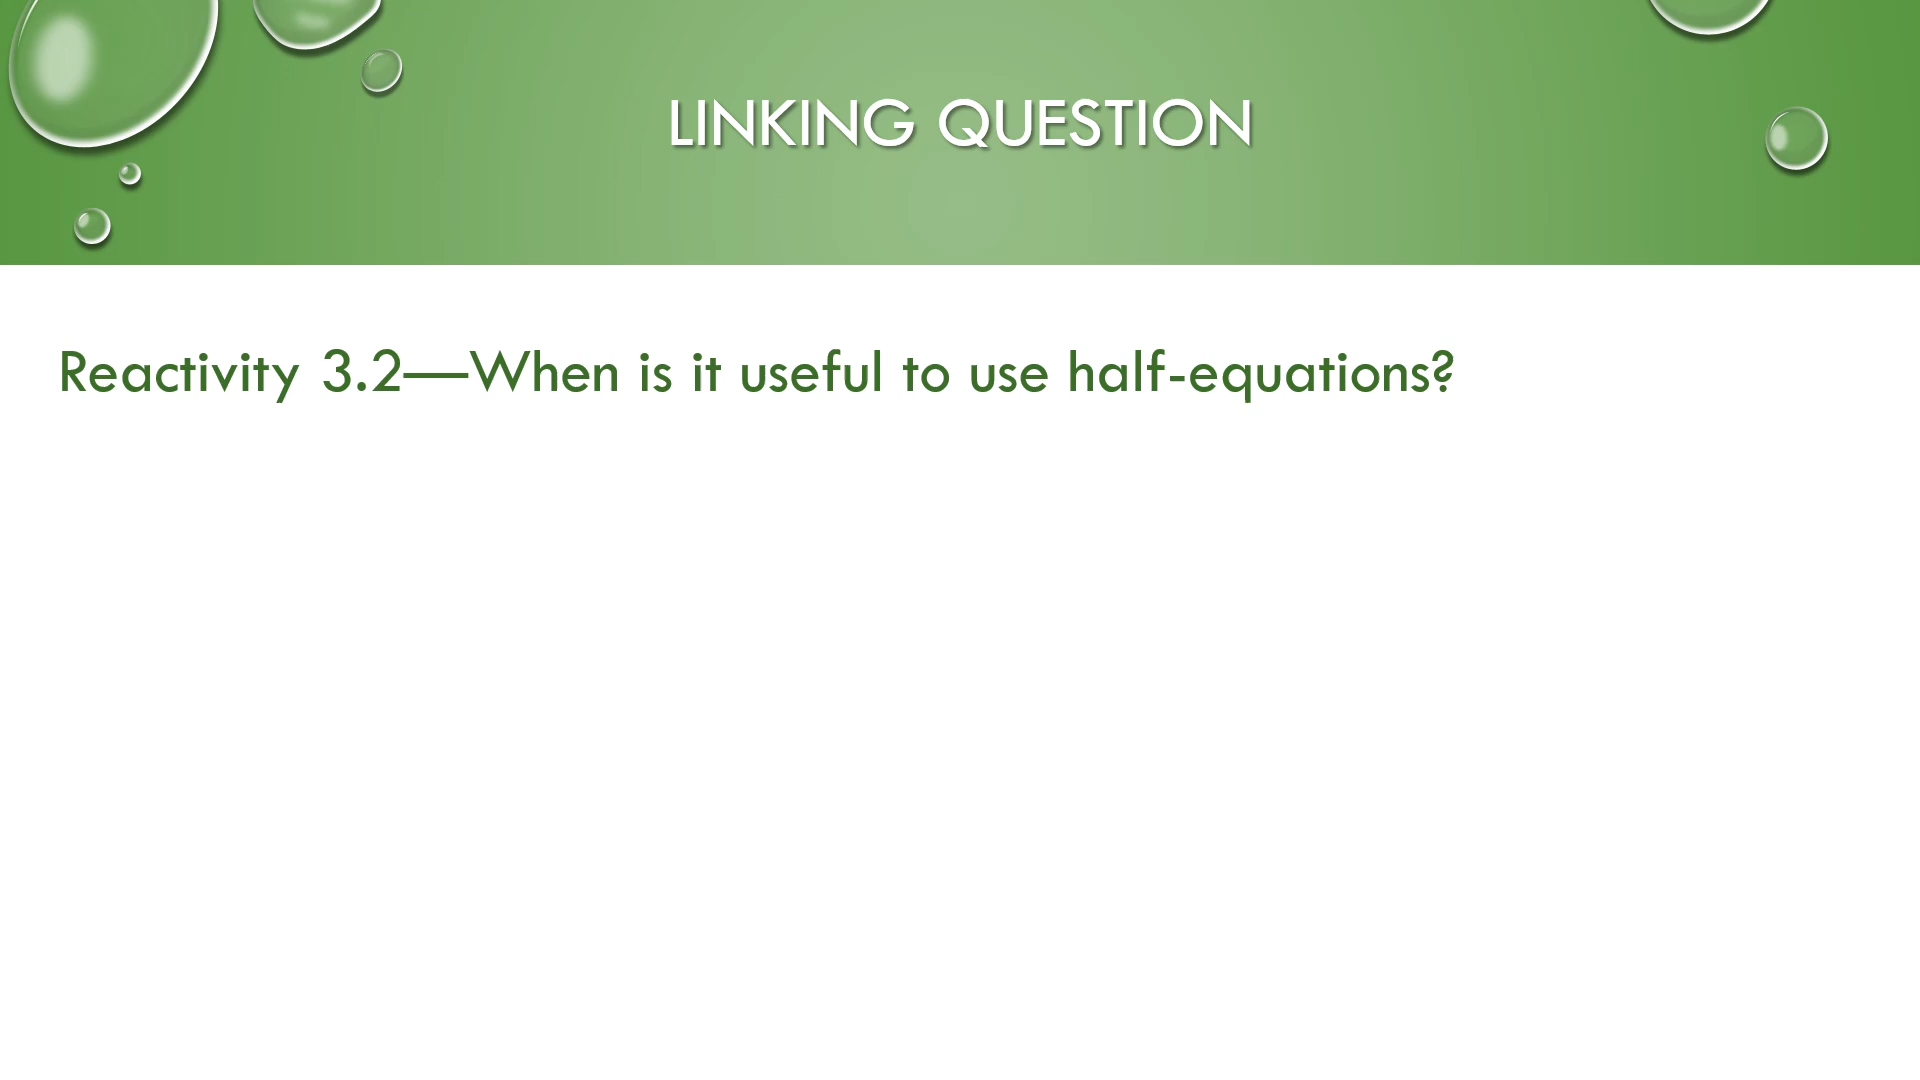 LINKING QUESTION
Reactivity 3.2—When is it useful to use half-equations?